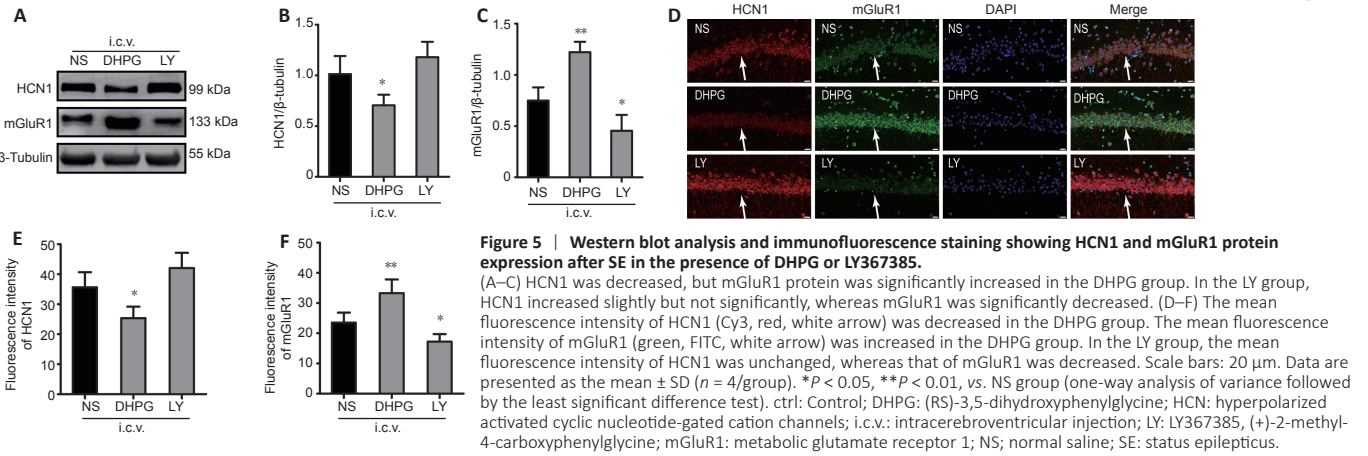 A
i.c.v.
NS DHPG LY
HCN1
99 kDa
mGluR1
133 kDa
β-Tubulin
55 kDa
B
HCN1/β-tubulin
1.5
1.0
0.5
0
*
NS DHPG LY
i.c.v.
C
mGluR1/β-tubulin
1.5
1.0
0.5
0
**
*
NS DHPG LY
i.c.v.
D
HCN1 mGluR1 DAPI Merge
NS NS NS NS
DHPG DHPG DHPG DHPG
LY LY LY LY
E
Fluorescence intensity
of HCN1
50
40
30
20
10
0
*
NS DHPG LY
i.c.v.
F
Fluorescence intensity
of mGluR1
50
40
30
20
10
0
**
*
NS DHPG LY
i.c.v.
Figure 5 | Western blot analysis and immunofluorescence staining showing HCN1 and mGluR1 protein
expression after SE in the presence of DHPG or LY367385.
(A–C) HCN1 was decreased, but mGluR1 protein was significantly increased in the DHPG group. In the LY group,
HCN1 increased slightly but not significantly, whereas mGluR1 was significantly decreased. (D–F) The mean
fluorescence intensity of HCN1 (Cy3, red, white arrow) was decreased in the DHPG group. The mean fluorescence
intensity of mGluR1 (green, FITC, white arrow) was increased in the DHPG group. In the LY group, the mean
fluorescence intensity of HCN1 was unchanged, whereas that of mGluR1 was decreased. Scale bars: 20 μm. Data are
presented as the mean ± SD (n = 4/group). *P < 0.05, **P < 0.01, vs. NS group (one-way analysis of variance followed
by the least significant difference test). ctrl: Control; DHPG: (RS)-3,5-dihydroxyphenylglycine; HCN: hyperpolarized
activated cyclic nucleotide-gated cation channels; i.c.v.: intracerebroventricular injection; LY: LY367385, (+)-2-methyl-
4-carboxyphenylglycine; mGluR1: metabolic glutamate receptor 1; NS; normal saline; SE: status epilepticus.